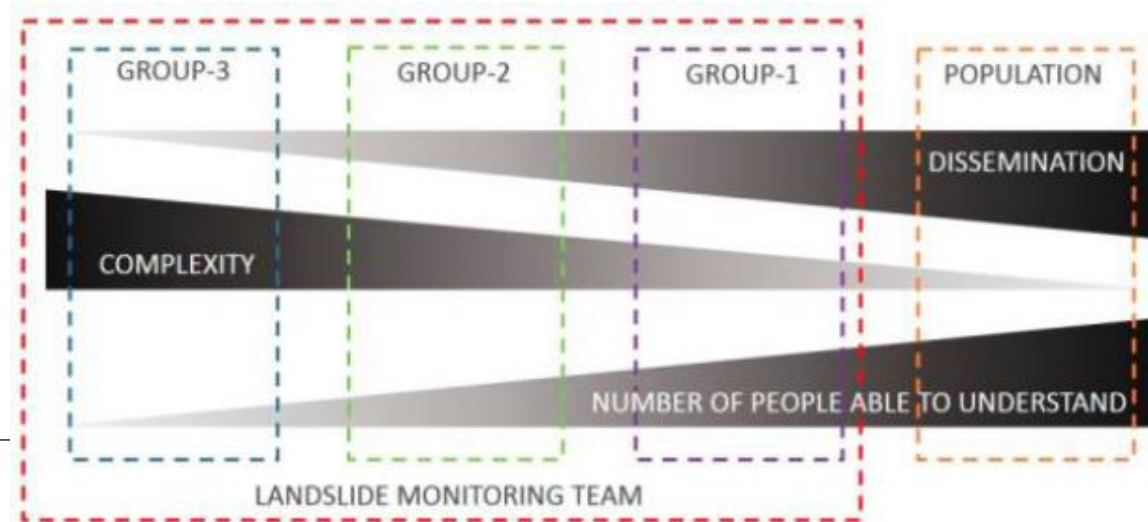 GROUP-3
GROUP-2
GROUP-1
POPULATION
DISSEMINATION
COMPLEXITY
NUMBER OF PEOPLE ABLE TO UNDERSTAND
LANDSLIDE MONITORING TEAM